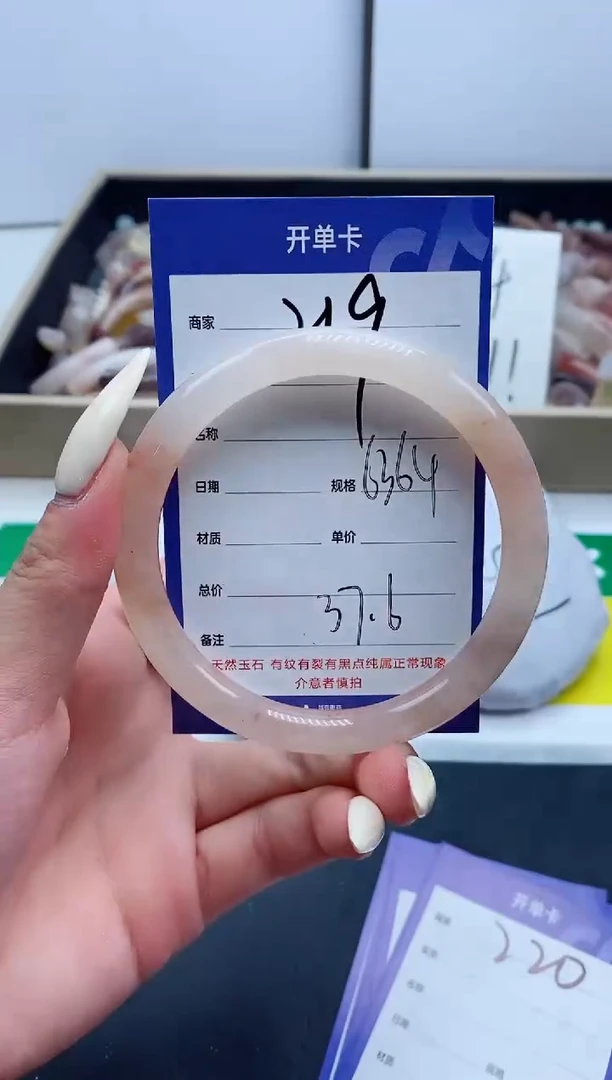 开单卡
商家 219
名称
日期 规格 6364
材质 单价
总价 37.6
备注
天然玉石 有纹有裂有黑点纯属正常现象
介意者慎拍
!!
开单卡
220
材质